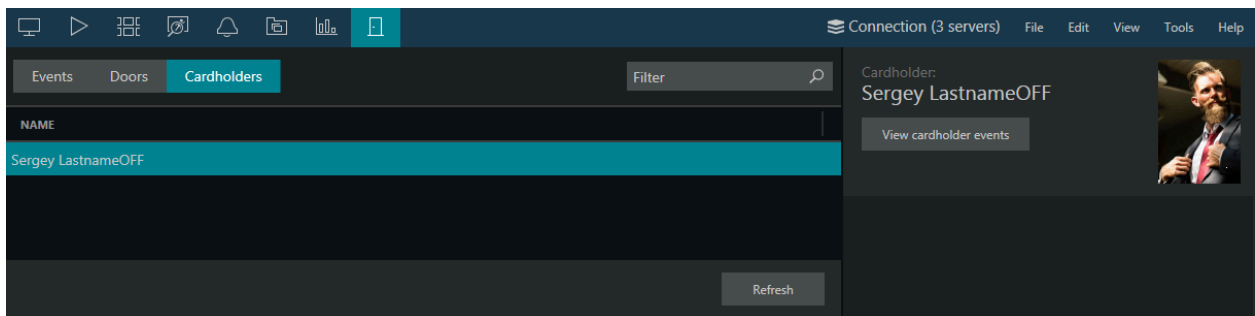 Connection (3 servers) File Edit View Tools Help
Events Doors Cardholders Filter
NAME
Sergey LastnameOFF
Refresh
Cardholder:
Sergey LastnameOFF
View cardholder events